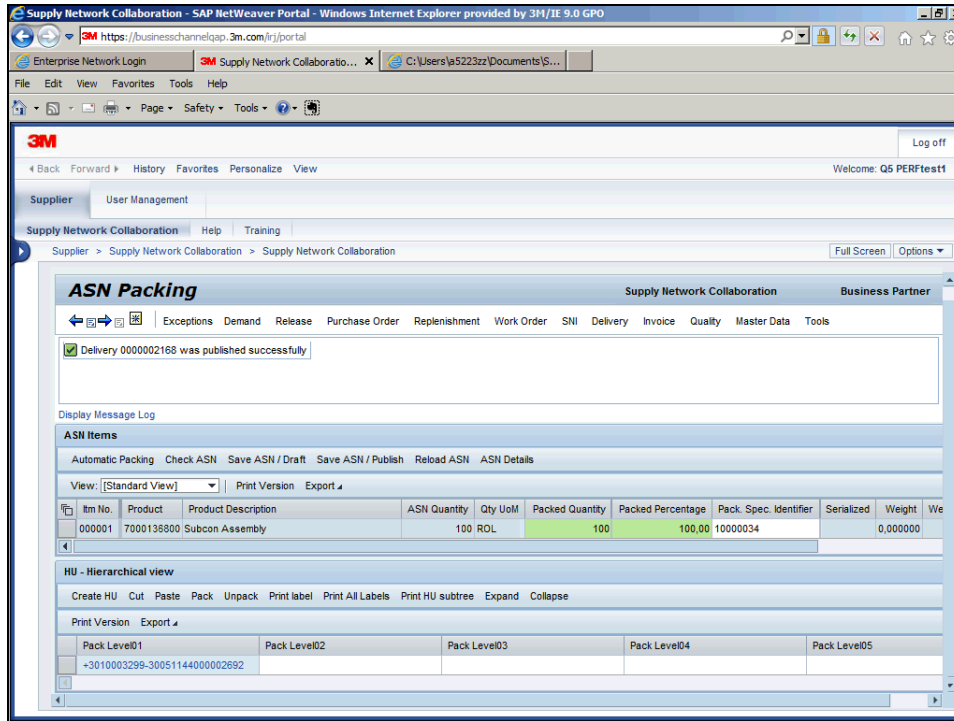 Supply Network Collaboration - SAP NetWeaver Portal - Windows Internet Explorer provided by 3M/IE 9.0 GPO
3M https://businesschannelqap.3m.com/irj/portal
Enterprise Network Login 3M Supply Network Collaboratio... X C:\Users\a5223zz\Documents\S...
File Edit View Favorites Tools Help
Page Safety Tools
3M Log off
Back Forward History Favorites Personalize View Welcome: Q5 PERFtest1
Supplier User Management
Supply Network Collaboration Help Training
Supplier > Supply Network Collaboration > Supply Network Collaboration Full Screen Options
ASN Packing Supply Network Collaboration Business Partner
Exceptions Demand Release Purchase Order Replenishment Work Order SNI Delivery Invoice Quality Master Data Tools
Delivery 0000002168 was published successfully
Display Message Log
ASN Items
Automatic Packing Check ASN Save ASN / Draft Save ASN / Publish Reload ASN ASN Details
View: [Standard View] Print Version Export
Itm No. Product Product Description ASN Quantity Qty UoM Packed Quantity Packed Percentage Pack. Spec. Identifier Serialized Weight We
000001 7000136800 Subcon Assembly 100 ROL 100 100,00 10000034 0,000000
HU - Hierarchical view
Create HU Cut Paste Pack Unpack Print label Print All Labels Print HU subtree Expand Collapse
Print Version Export
Pack Level01 Pack Level02 Pack Level03 Pack Level04 Pack Level05
+3010003299-30051144000002692